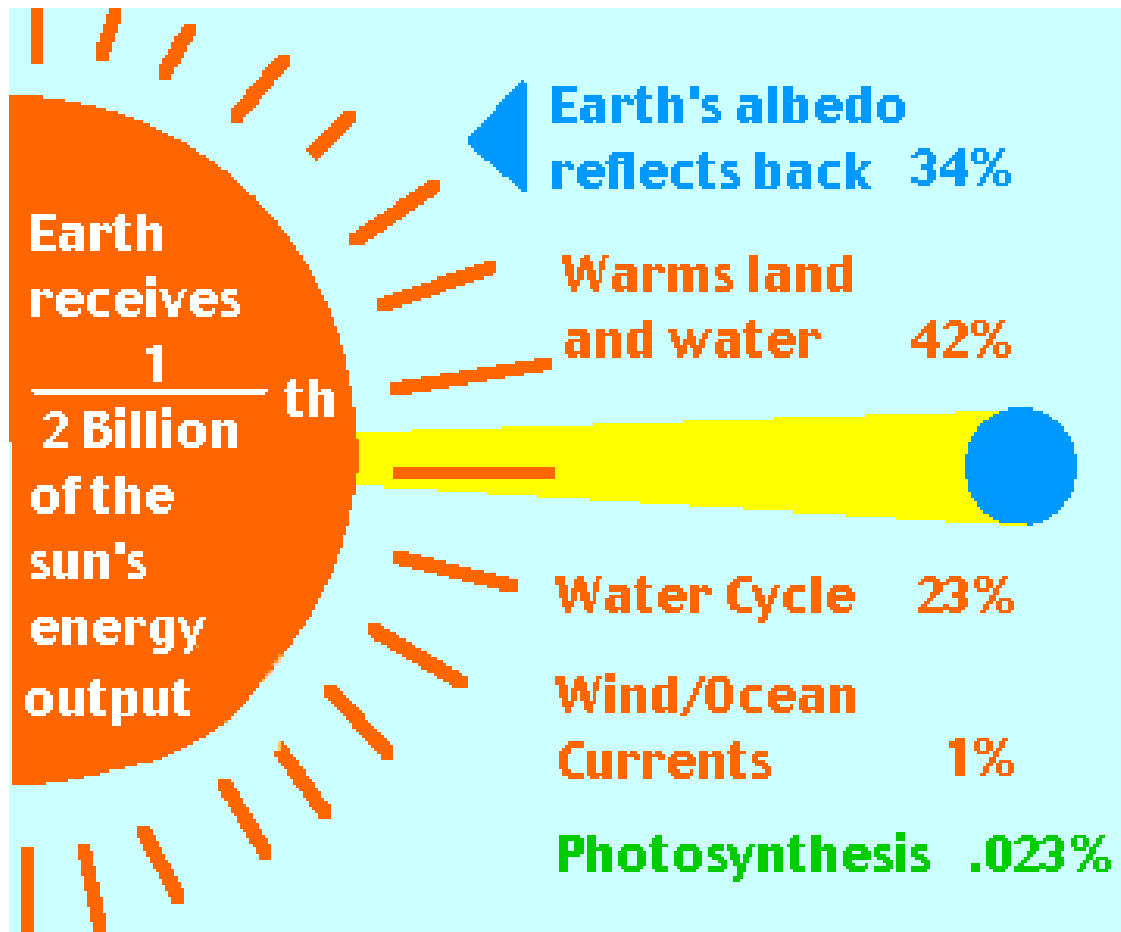 Earth
receives
1
th
2 Billion
of the
sun's
energy
output
Earth's albedo
reflects back 34%
Warms land
and water 42%
Water Cycle 23%
Wind/Ocean
Currents 1%
Photosynthesis .023%